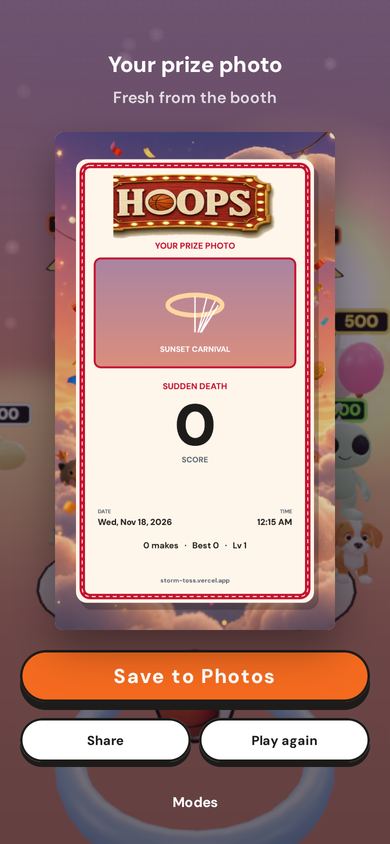 Your prize photo
Fresh from the booth
HOOPS
YOUR PRIZE PHOTO
SUNSET CARNIVAL
500
SUDDEN DEATH
0
00
00
SCORE
DATE
TIME
Wed, Nov 18, 2026
12:15 AM
0 makes · Best 0 · Lv 1
storm-toss.vercel.app
Save to Photos
Share
Play again
Modes